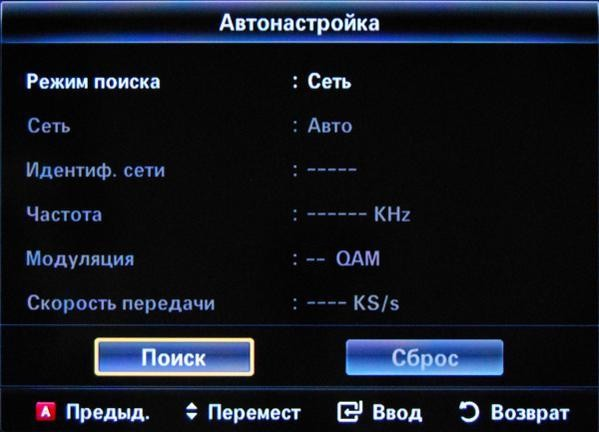 Автонастройка
Режим поиска : Сеть
Сеть : Авто
Идентиф. сети : -----
Частота : ------ KHz
Модуляция : -- QAM
Скорость передачи : ---- KS/s
Поиск Сброс
A Предыд. Перемест Ввод Возврат